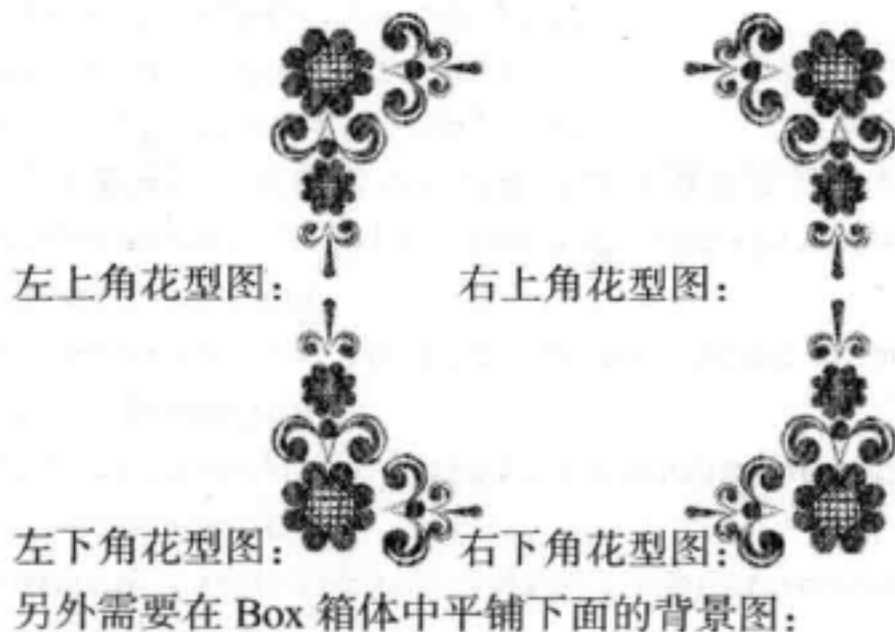 左上角花型图： 右上角花型图：
左下角花型图： 右下角花型图：
另外需要在 Box 箱体中平铺下面的背景图：